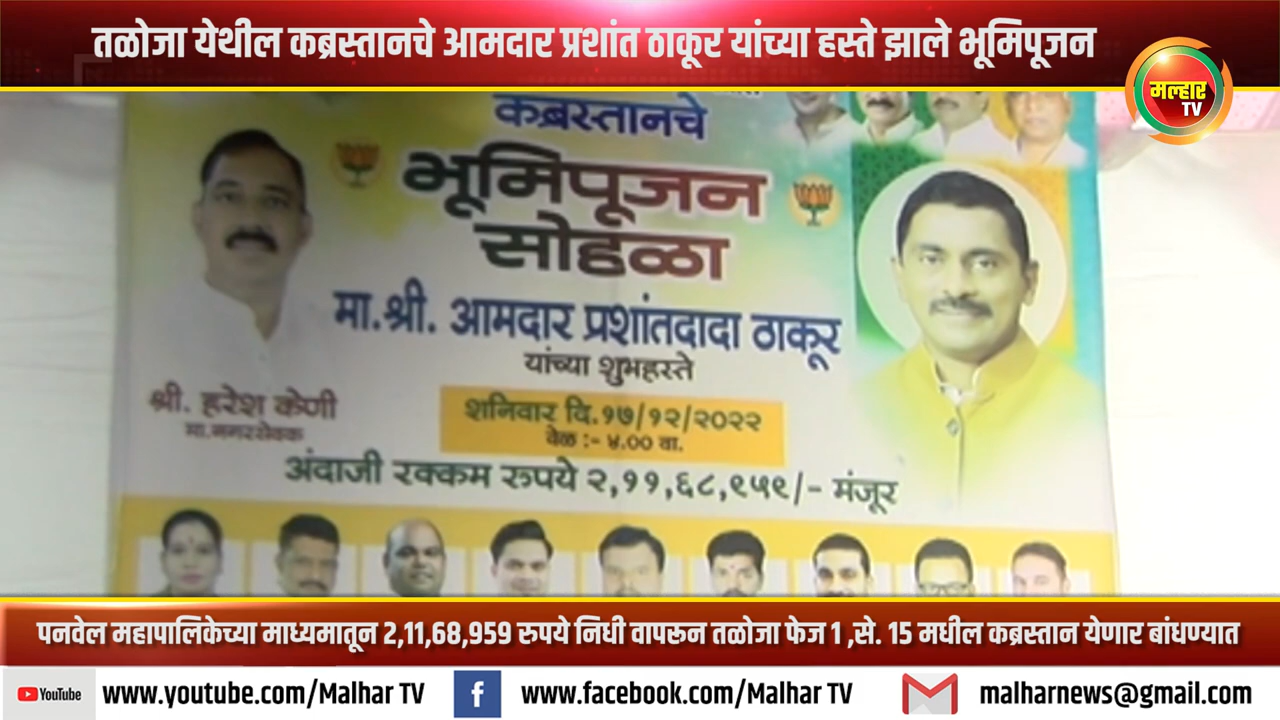 तळोजा येथील कब्रस्तानचे आमदार प्रशांत ठाकूर यांच्या हस्ते झाले भूमिपूजन
मल्हार
TV
कब्रस्तानचे
भूमिपूजन
सोहळा
मा.श्री. आमदार प्रशांतदादा ठाकूर
यांच्या शुभहस्ते
श्री. हरेश केणी
मा.नगरसेवक
शनिवार दि.१७/१२/२०२२
वेळ :- ४.00 वा.
अंदाजी रक्कम रुपये २,११,६८,९५९/- मंजूर
पनवेल महापालिकेच्या माध्यमातून 2,11,68,959 रुपये निधी वापरून तळोजा फेज 1 ,से. 15 मधील कब्रस्तान येणार बांधण्यात
YouTube www.youtube.com/Malhar TV f www.facebook.com/Malhar TV malharnews@gmail.com